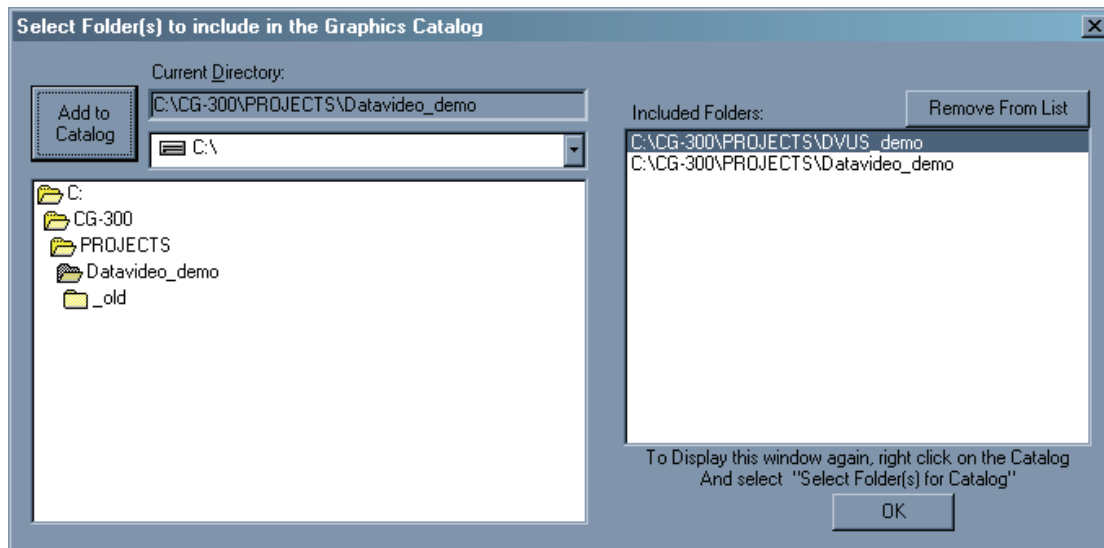 Select Folder(s) to include in the Graphics Catalog
Current Directory:
Add to
Catalog
C:\CG-300\PROJECTS\Datavideo_demo
C:\
C:
CG-300
PROJECTS
Datavideo_demo
_old
Included Folders:
Remove From List
C:\CG-300\PROJECTS\DVUS_demo
C:\CG-300\PROJECTS\Datavideo_demo
To Display this window again, right click on the Catalog
And select "Select Folder(s) for Catalog"
OK